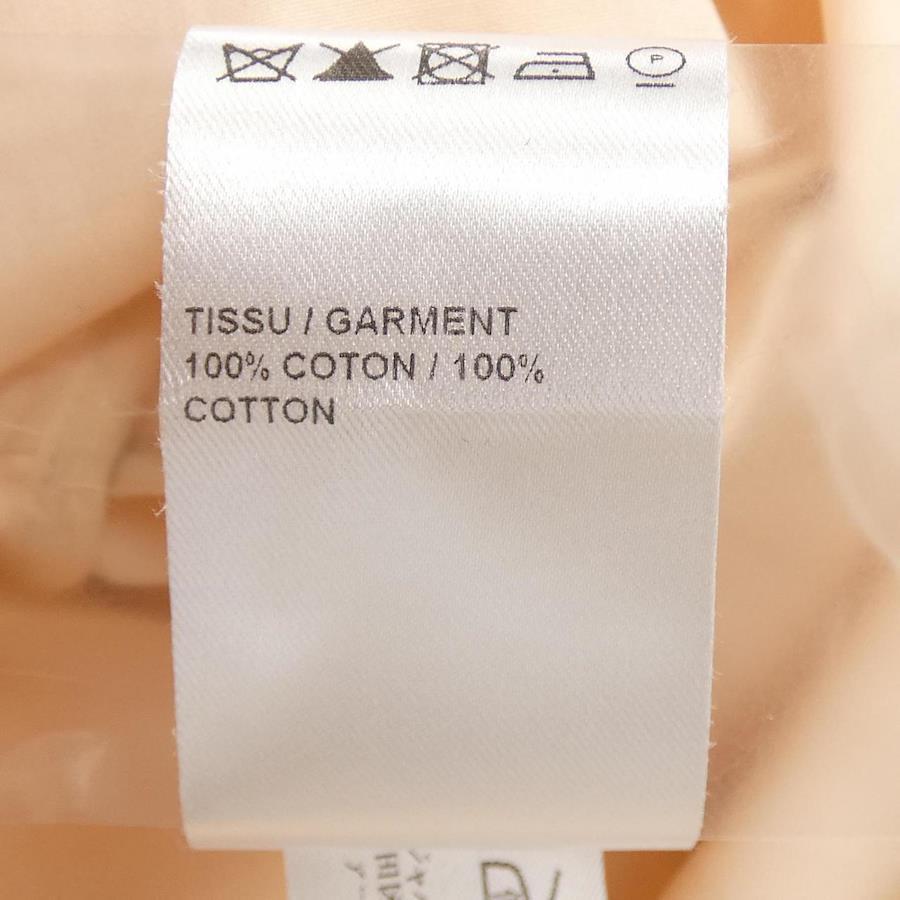 P
TISSU / GARMENT
100% COTON / 100%
COTTON